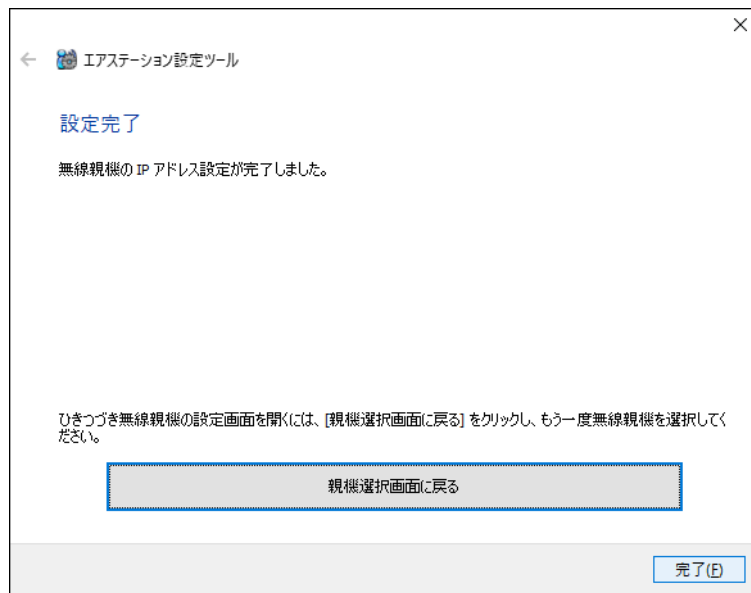 エアステーション設定ツール
設定完了
無線親機の IP アドレス設定が完了しました。
ひきつづき無線親機の設定画面を開くには、[親機選択画面に戻る] をクリックし、もう一度無線親機を選択してく
ださい。
親機選択画面に戻る
完了(F)